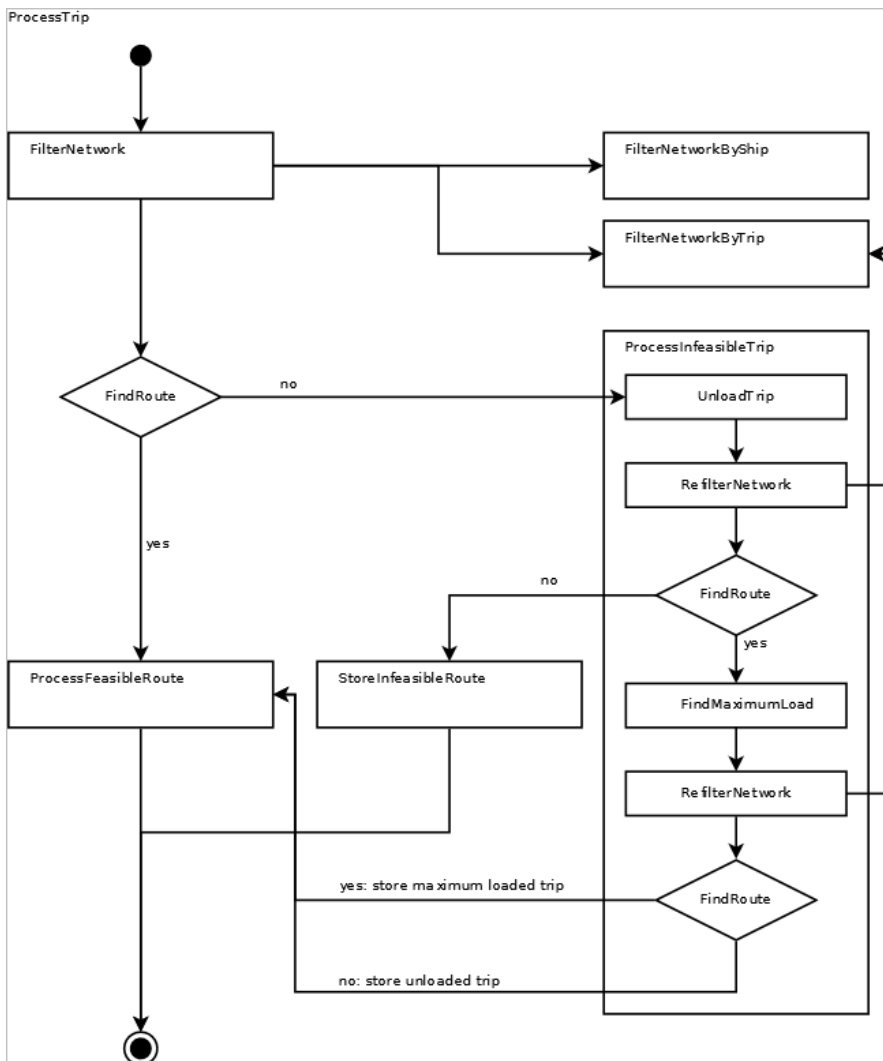 ProcessTrip
FilterNetwork
FilterNetworkByShip
FilterNetworkByTrip
ProcessInfeasibleTrip
FindRoute
no
UnloadTrip
RefilterNetwork
yes
no
FindRoute
yes
ProcessFeasibleRoute
StoreInfeasibleRoute
FindMaximumLoad
RefilterNetwork
yes: store maximum loaded trip
FindRoute
no: store unloaded trip